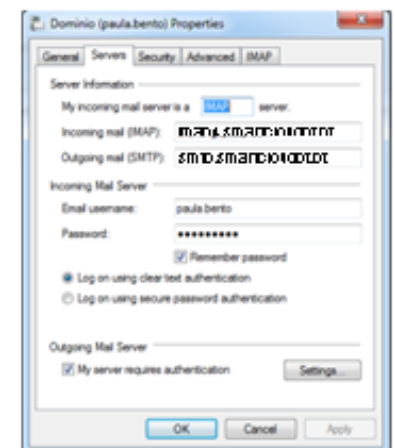 Dominio (paula.bento) Properties
General Servers Security Advanced IMAP
Server Information
My incoming mail server is a IMAP server.
Incoming mail (IMAP):
Outgoing mail (SMTP):
Incoming Mail Server
Email username: paula.bento
Password: •••••••••
Remember password
Log on using clear text authentication
Log on using secure password authentication
Outgoing Mail Server
My server requires authentication Settings...
OK Cancel Apply